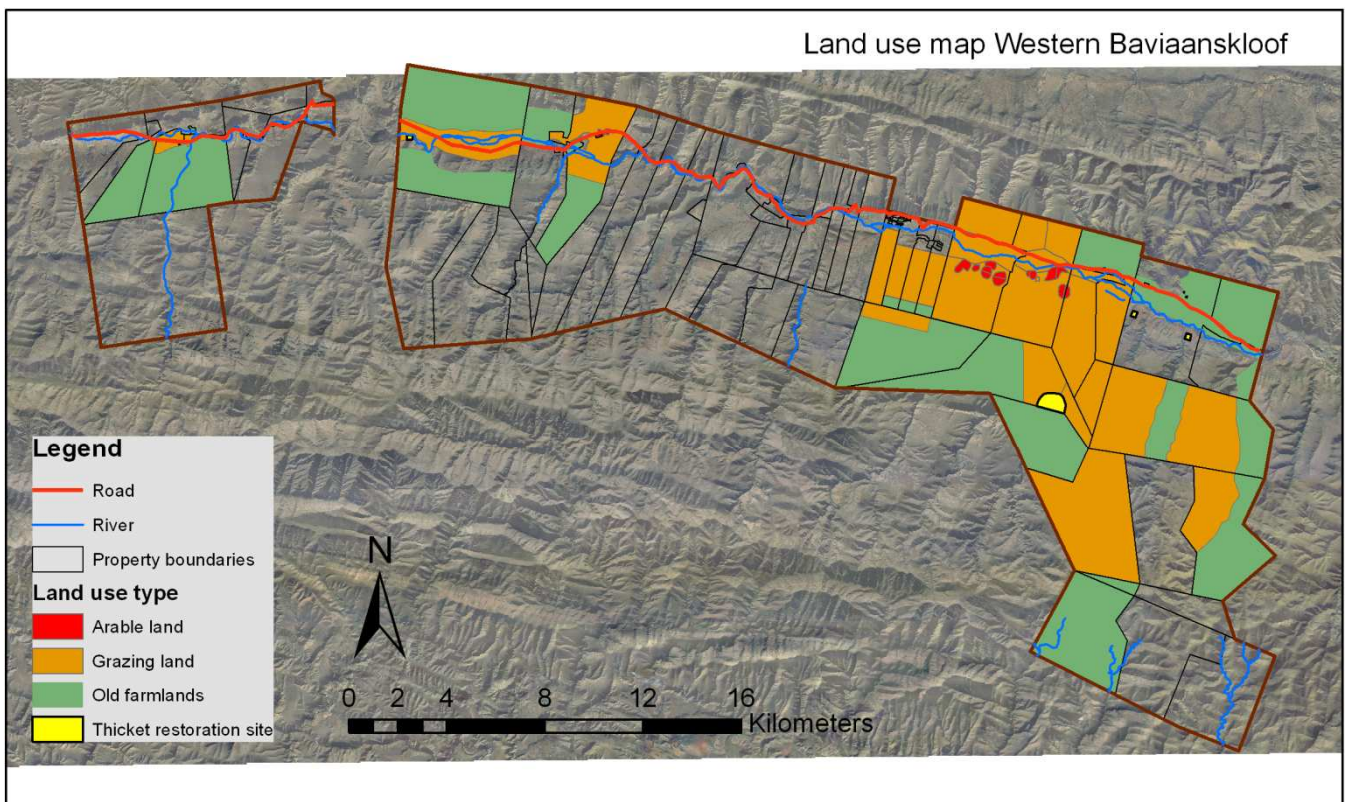 Land use map Western Baviaanskloof
Legend
Road
River
Property boundaries
Land use type
Arable land
Grazing land
Old farmlands
Thicket restoration site
N
0 2 4 8 12 16
Kilometers